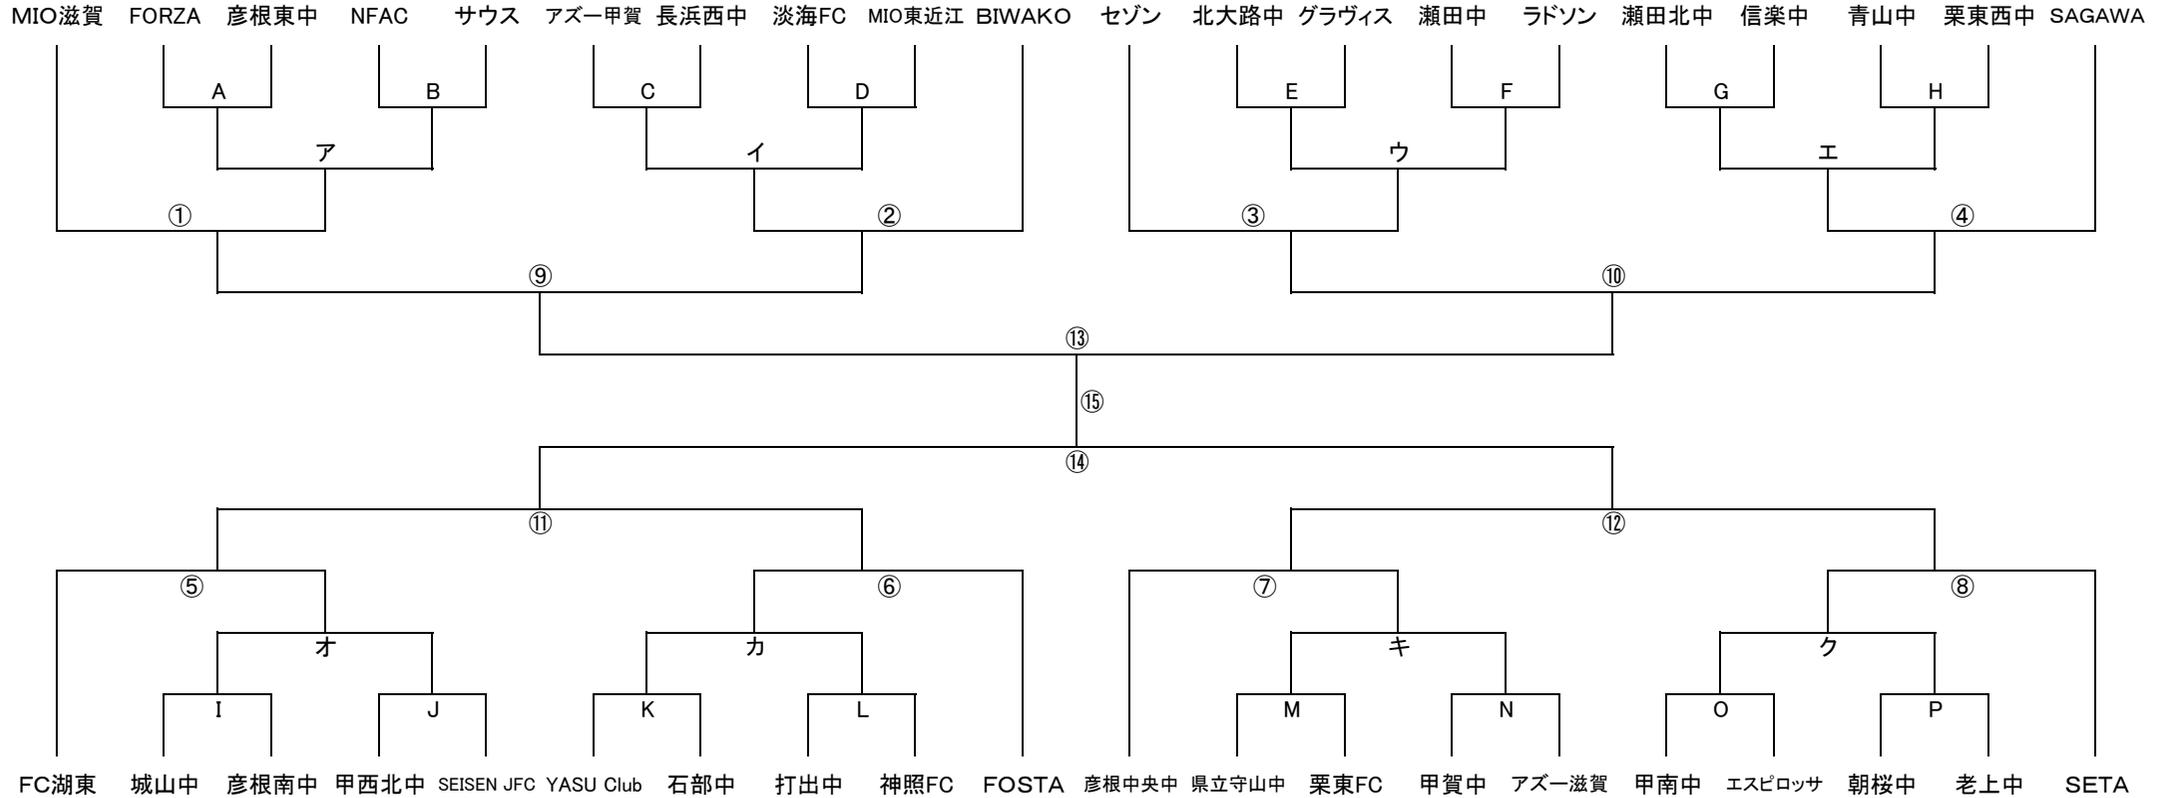 MIO滋賀 FORZA 彦根東中 NFAC サウス アズー甲賀 長浜西中 淡海FC MIO東近江 BIWAKO セゾン 北大路中 グラヴィス 瀬田中 ラドソン 瀬田北中 信楽中 青山中 栗東西中 SAGAWA
A B C D E F G H
ア イ ウ エ
① ② ③ ④
⑨ ⑩
⑬
⑮
⑭
⑪ ⑫
⑤ ⑥ ⑦ ⑧
オ カ キ ク
I J K L M N O P
FC湖東 城山中 彦根南中 甲西北中 SEISEN JFC YASU Club 石部中 打出中 神照FC FOSTA 彦根中央中 県立守山中 栗東FC 甲賀中 アズー滋賀 甲南中 エスピロッサ 朝桜中 老上中 SETA